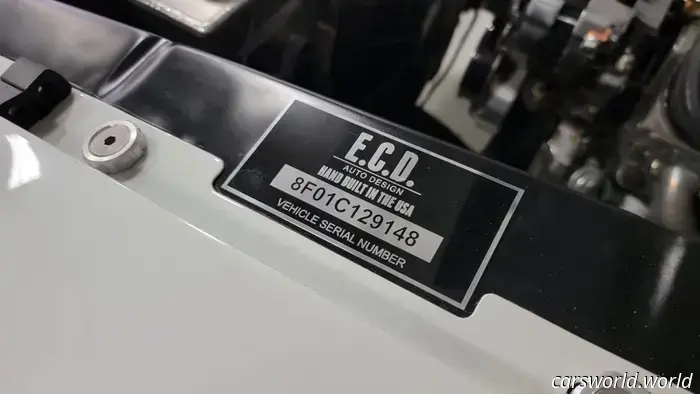 E.C.D.
AUTO DESIGN
HAND BUILT IN THE USA
8F01C129148
VEHICLE SERIAL NUMBER
carsworld.world